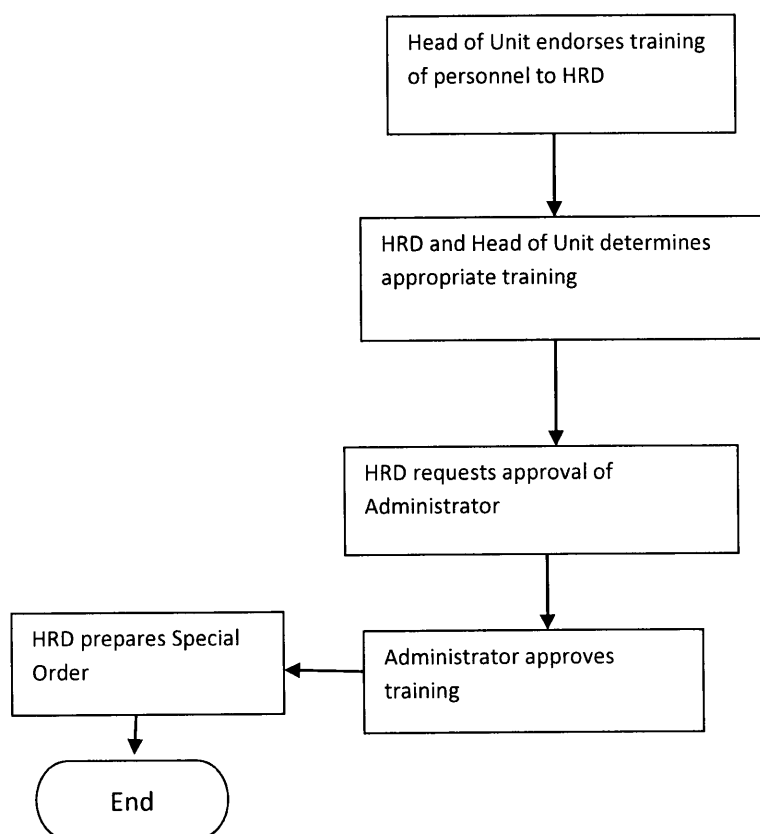 Head of Unit endorses training
of personnel to HRD
HRD and Head of Unit determines
appropriate training
HRD requests approval of
Administrator
Administrator approves
training
HRD prepares Special
Order
End